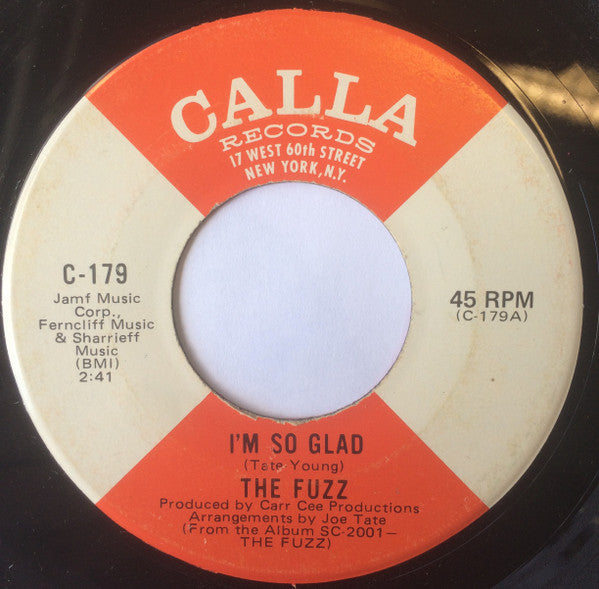 CALLA
RECORDS
17 WEST 60th STREET
NEW YORK, N.Y.
C-179
Jamf Music
Corp.,
Ferncliff Music
& Sharrieff
Music
(BMI)
2:41
45 RPM
(C-179A)
I'M SO GLAD
(Tate-Young)
THE FUZZ
Produced by Carr Cee Productions
Arrangements by Joe Tate
(From the Album SC-2001—
THE FUZZ)